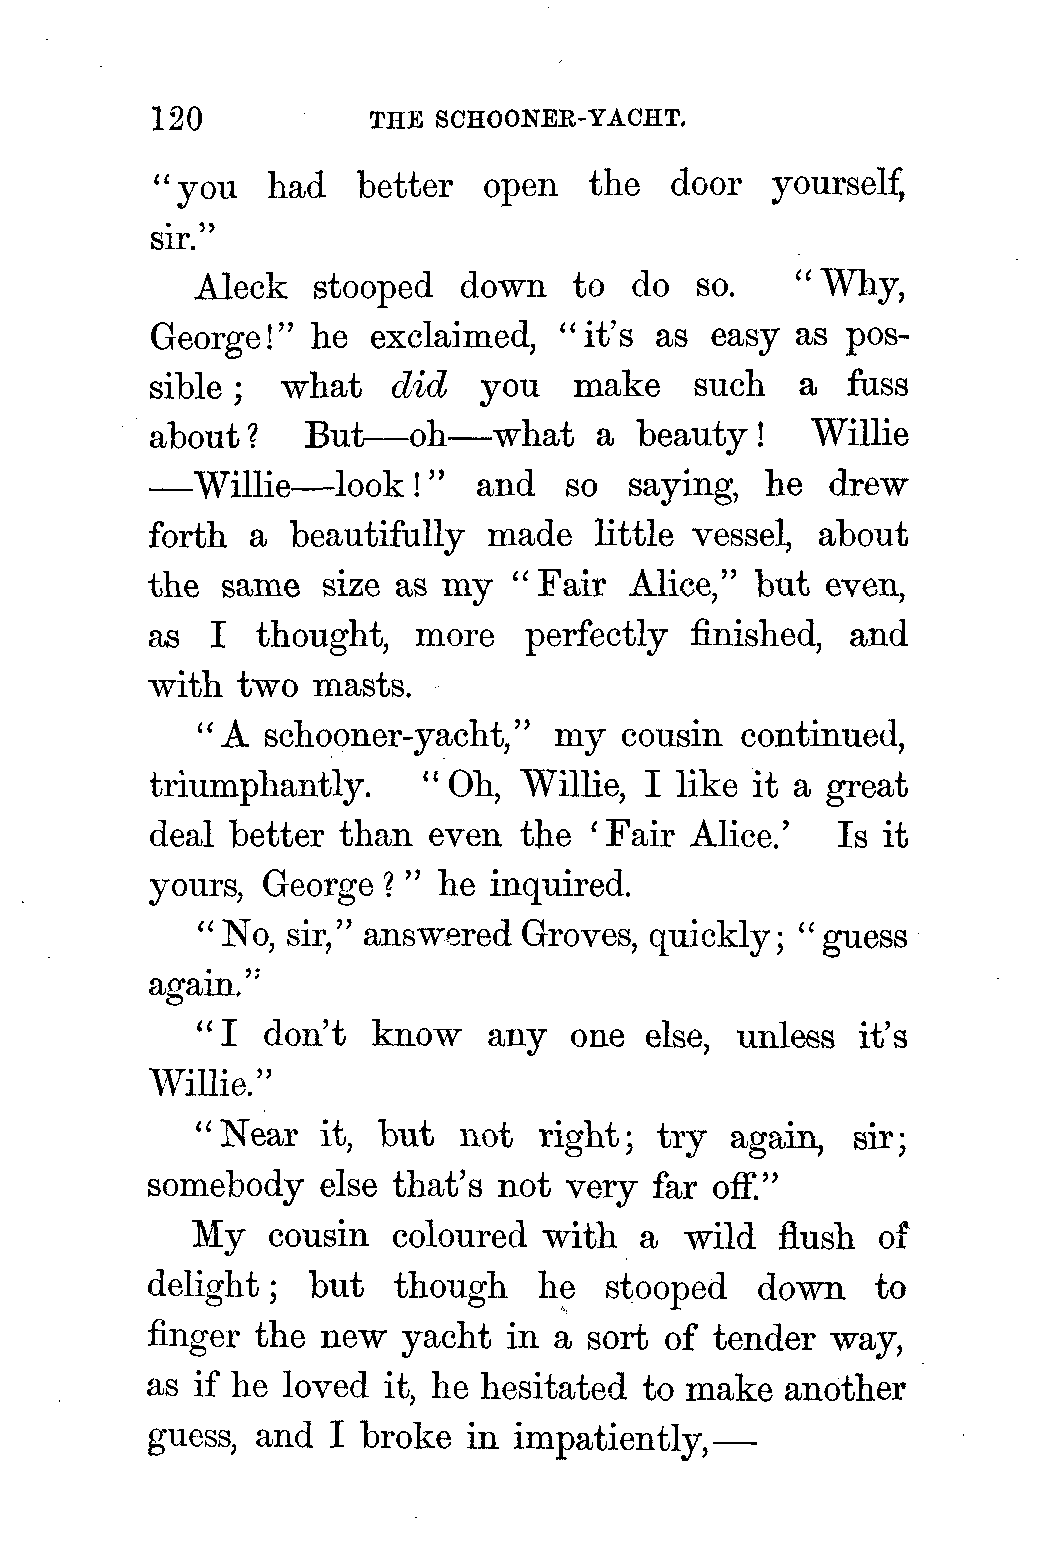 120 THE SCHOONER-YACHT.
“you had better open the door yourself,
sir.”
Aleck stooped down to do so. “Why,
George!” he exclaimed, “it’s as easy as pos-
sible; what did you make such a fuss
about? But—oh—what a beauty! Willie
—Willie—look!” and so saying, he drew
forth a beautifully made little vessel, about
the same size as my “Fair Alice,” but even,
as I thought, more perfectly finished, and
with two masts.
“A schooner-yacht,” my cousin continued,
triumphantly. “Oh, Willie, I like it a great
deal better than even the ‘Fair Alice.’ Is it
yours, George?” he inquired.
“No, sir,” answered Groves, quickly; “guess
again.”
“I don’t know any one else, unless it’s
Willie.”
“Near it, but not right; try again, sir;
somebody else that’s not very far off.”
My cousin coloured with a wild flush of
delight; but though he stooped down to
finger the new yacht in a sort of tender way,
as if he loved it, he hesitated to make another
guess, and I broke in impatiently,—